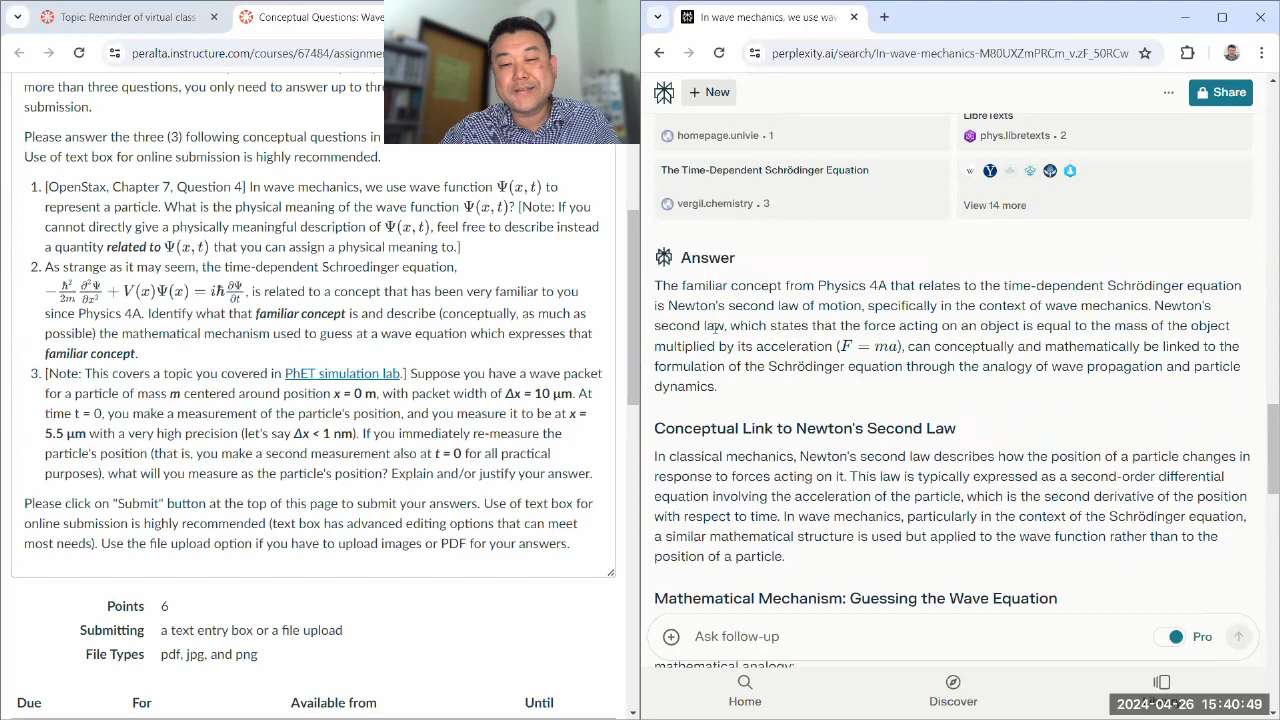 Topic: Reminder of virtual class
Conceptual Questions: Wave
peralta.instructure.com/courses/67484/assignme
more than three questions, you only need to answer up to thr
submission.
Please answer the three (3) following conceptual questions in
Use of text box for online submission is highly recommended.
1. [OpenStax, Chapter 7, Question 4] In wave mechanics, we use wave function Ψ(x, t) to
represent a particle. What is the physical meaning of the wave function Ψ(x, t)? [Note: If you
cannot directly give a physically meaningful description of Ψ(x, t), feel free to describe instead
a quantity related to Ψ(x, t) that you can assign a physical meaning to.]
2. As strange as it may seem, the time-dependent Schroedinger equation,
−ℏ²/2m ∂²Ψ/∂x² + V(x)Ψ(x) = iℏ ∂Ψ/∂t, is related to a concept that has been very familiar to you
since Physics 4A. Identify what that familiar concept is and describe (conceptually, as much as
possible) the mathematical mechanism used to guess at a wave equation which expresses that
familiar concept.
3. [Note: This covers a topic you covered in PhET simulation lab.] Suppose you have a wave packet
for a particle of mass m centered around position x = 0 m, with packet width of Δx = 10 μm. At
time t = 0, you make a measurement of the particle's position, and you measure it to be at x =
5.5 μm with a very high precision (let's say Δx < 1 nm). If you immediately re-measure the
particle's position (that is, you make a second measurement also at t = 0 for all practical
purposes), what will you measure as the particle's position? Explain and/or justify your answer.
Please click on "Submit" button at the top of this page to submit your answers. Use of text box for
online submission is highly recommended (text box has advanced editing options that can meet
most needs). Use the file upload option if you have to upload images or PDF for your answers.
Points 6
Submitting a text entry box or a file upload
File Types pdf, jpg, and png
Due For Available from Until
In wave mechanics, we use wav
perplexity.ai/search/In-wave-mechanics-M80UXZmPRCm_v.zl_50RCw
+ New
Share
LibreTexts
homepage.univie • 1
phys.libretexts • 2
The Time-Dependent Schrödinger Equation
vergil.chemistry • 3
View 14 more
Answer
The familiar concept from Physics 4A that relates to the time-dependent Schrödinger equation
is Newton's second law of motion, specifically in the context of wave mechanics. Newton's
second law, which states that the force acting on an object is equal to the mass of the object
multiplied by its acceleration (F = ma), can conceptually and mathematically be linked to the
formulation of the Schrödinger equation through the analogy of wave propagation and particle
dynamics.
Conceptual Link to Newton's Second Law
In classical mechanics, Newton's second law describes how the position of a particle changes in
response to forces acting on it. This law is typically expressed as a second-order differential
equation involving the acceleration of the particle, which is the second derivative of the position
with respect to time. In wave mechanics, particularly in the context of the Schrödinger equation,
a similar mathematical structure is used but applied to the wave function rather than to the
position of a particle.
Mathematical Mechanism: Guessing the Wave Equation
Ask follow-up
Pro
mathematical analogy:
Home
Discover
2024-04-26 15:40:49